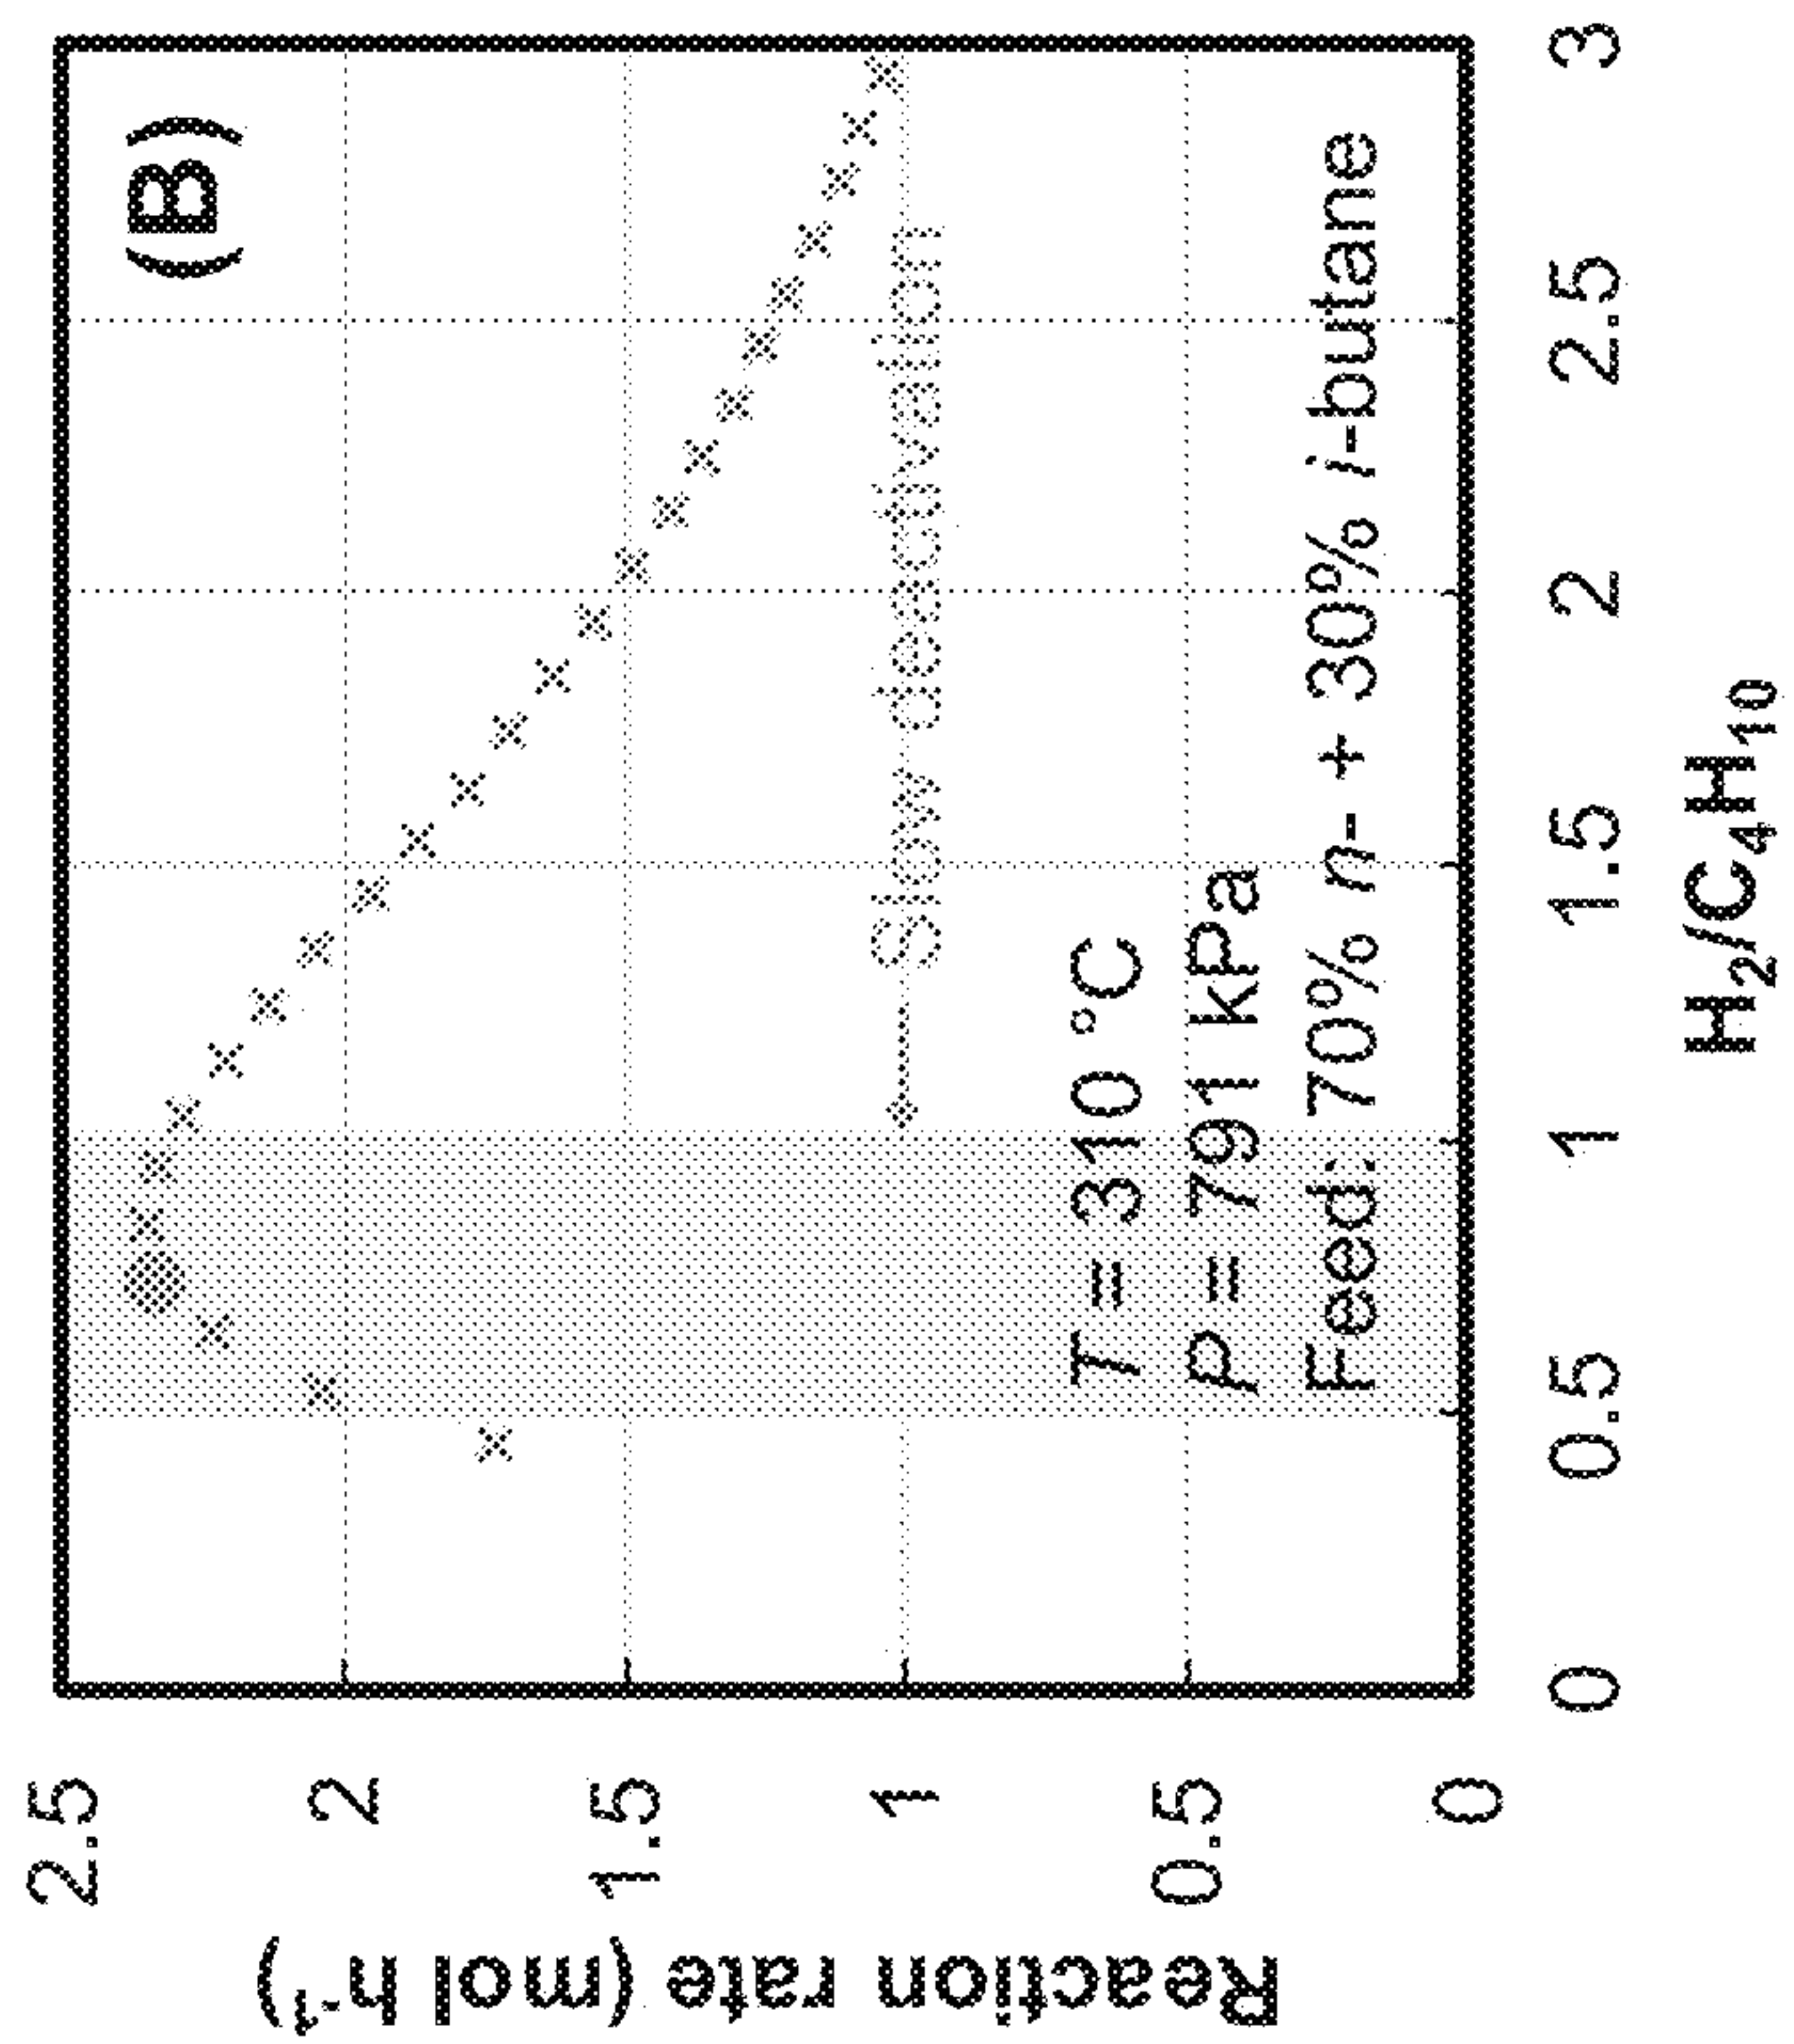 (B)
2.5
2
1.5
1
0.5
0
Reaction rate (mol h⁻¹)
Slow deactivation
T = 310 °C
P = 791 kPa
Feed: 70% n- + 30% i-butane
0 0.5 1 1.5 2 2.5 3
H₂/C₄H₁₀